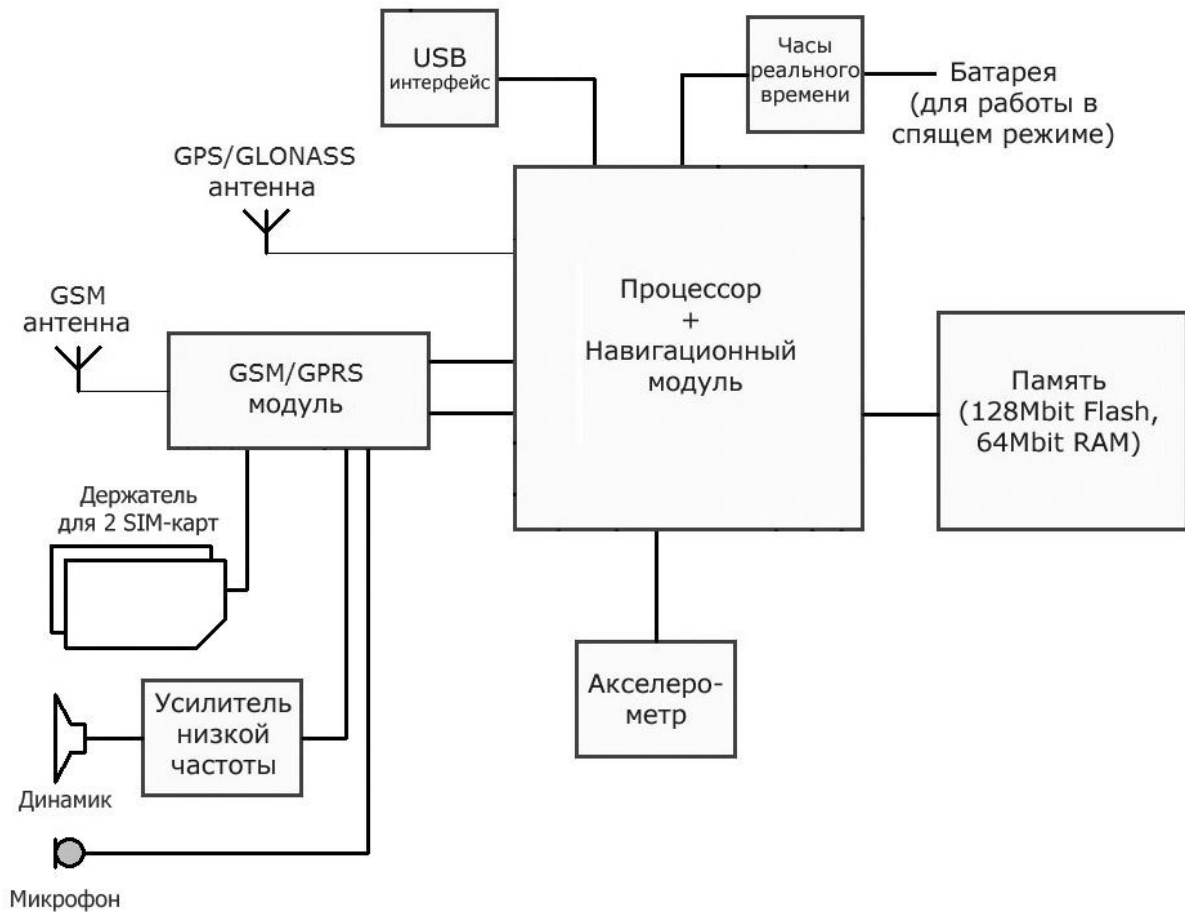 USB
интерфейс
Часы
реального
времени
Батарея
(для работы в
спящем режиме)
GPS/GLONASS
антенна
GSM
антенна
GSM/GPRS
модуль
Процессор
+
Навигационный
модуль
Память
(128Mbit Flash,
64Mbit RAM)
Держатель
для 2 SIM-карт
Усилитель
низкой
частоты
Динамик
Акселеро-
метр
Микрофон